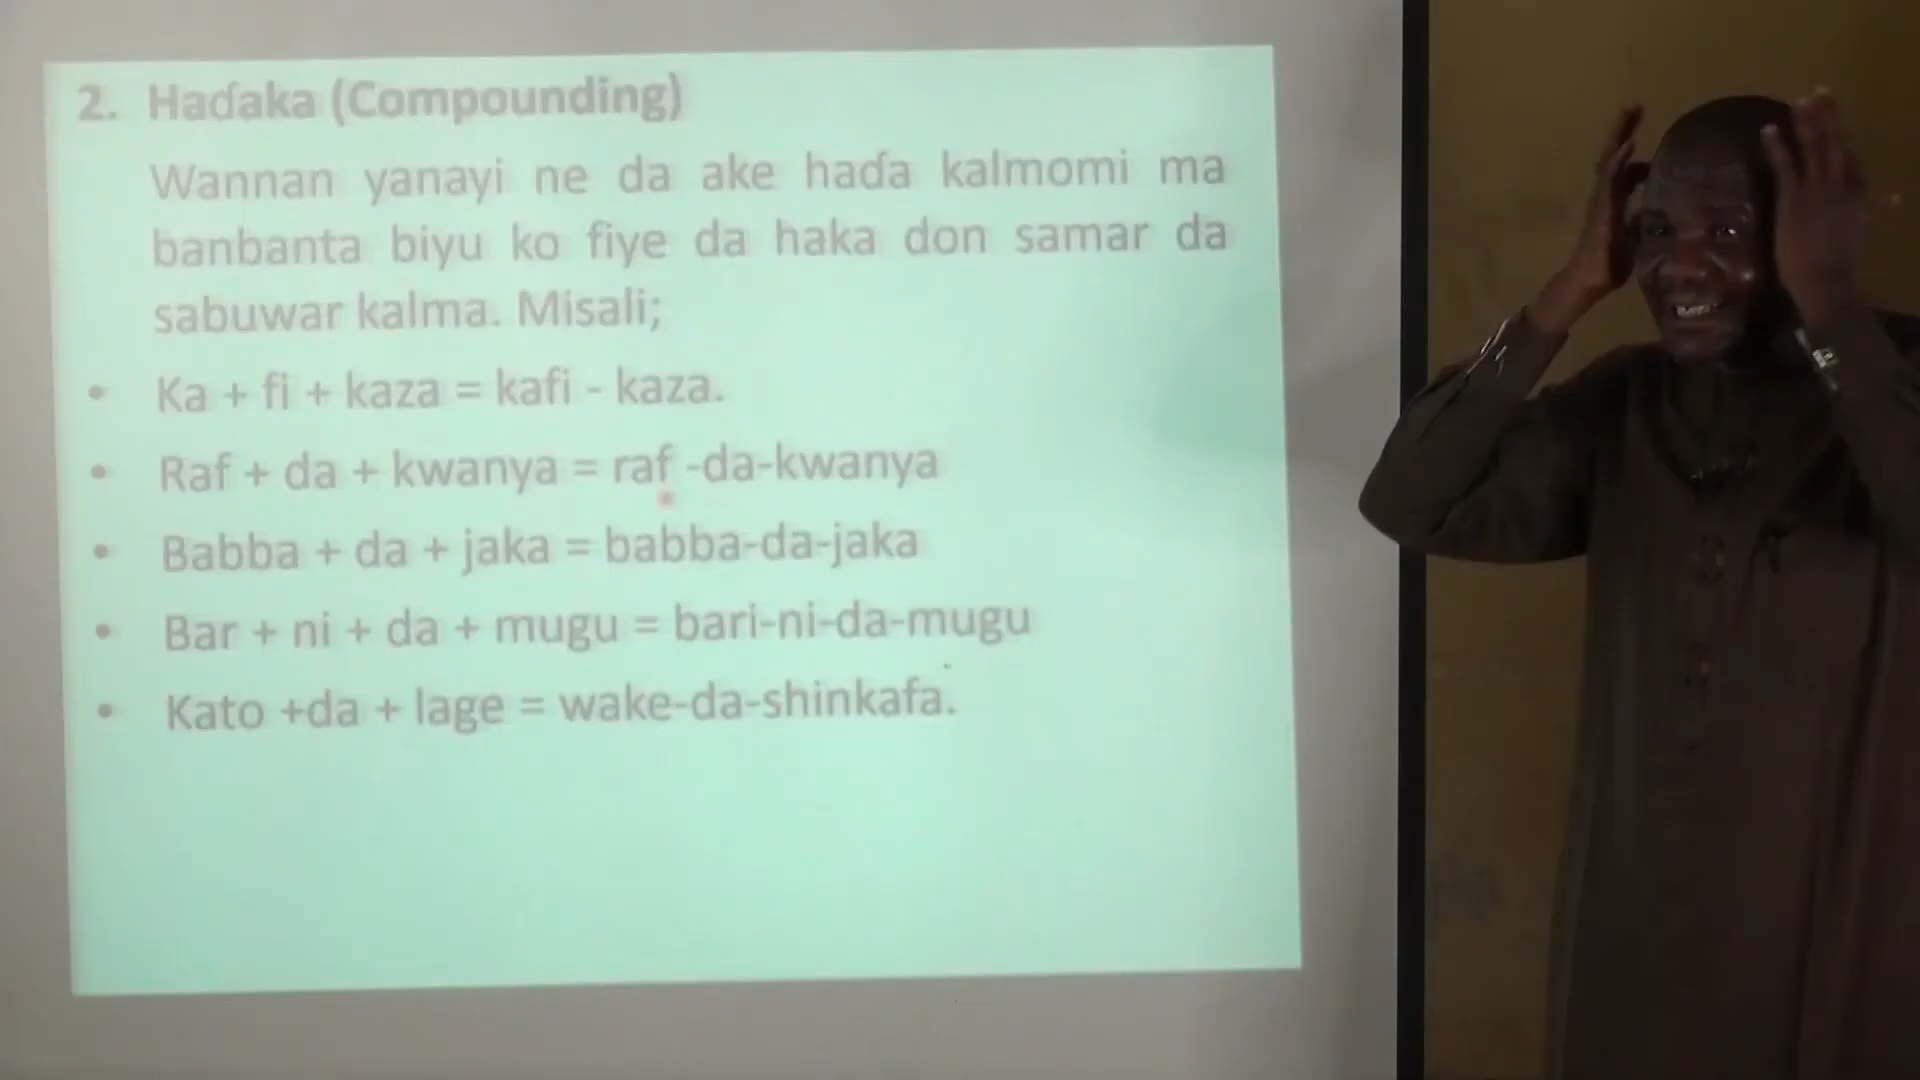 2. Haɗaka (Compounding)
Wannan yanayi ne da ake haɗa kalmomi ma
banbanta biyu ko fiye da haka don samar da
sabuwar kalma. Misali;
• Ka + fi + kaza = kafi - kaza.
• Raf + da + kwanya = raf -da-kwanya
• Babba + da + jaka = babba-da-jaka
• Bar + ni + da + mugu = bari-ni-da-mugu
• Kato +da + lage = wake-da-shinkafa.